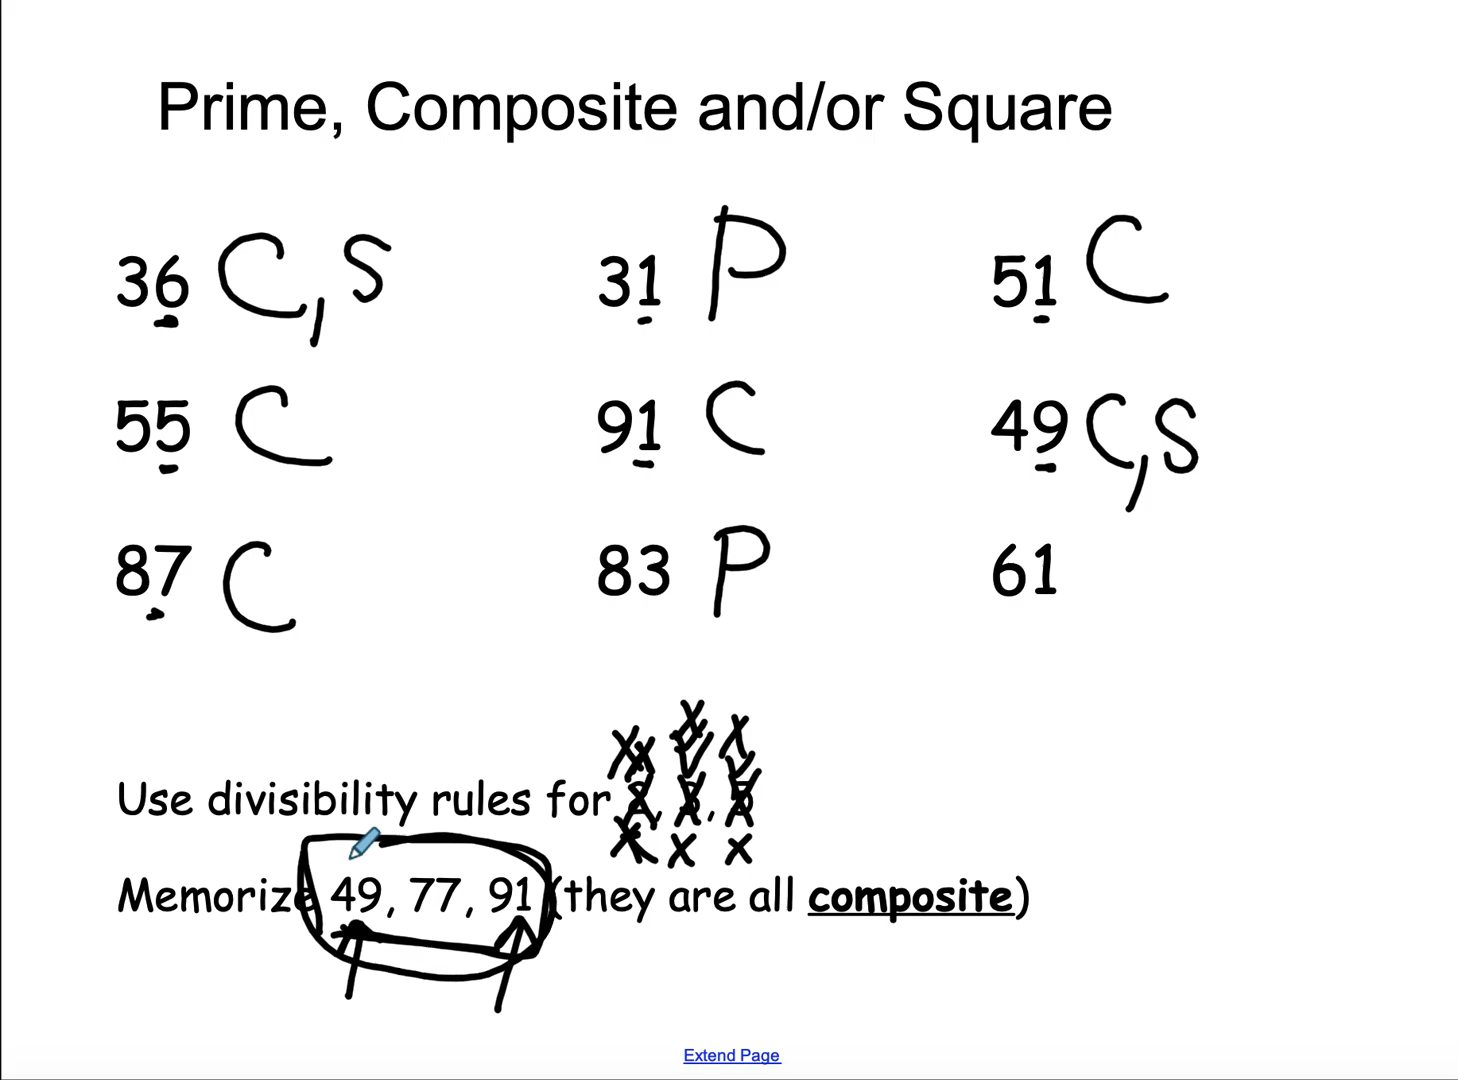 Prime, Composite and/or Square
36 C,S 31 P 51 C
55 C 91 C 49 C,S
87 C 83 P 61
Use divisibility rules for 2, 3, 5
Memorize 49, 77, 91 (they are all composite)
Extend Page